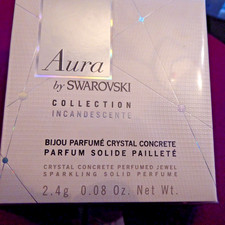 Aura
by SWAROVSKI
COLLECTION
INCANDESCENTE
BIJOU PARFUMÉ CRYSTAL CONCRETE
PARFUM SOLIDE PAILLETÉ
CRYSTAL CONCRETE PERFUMED JEWEL
SPARKLING SOLID PERFUME
2.4g 0.08 Oz. Net Wt.